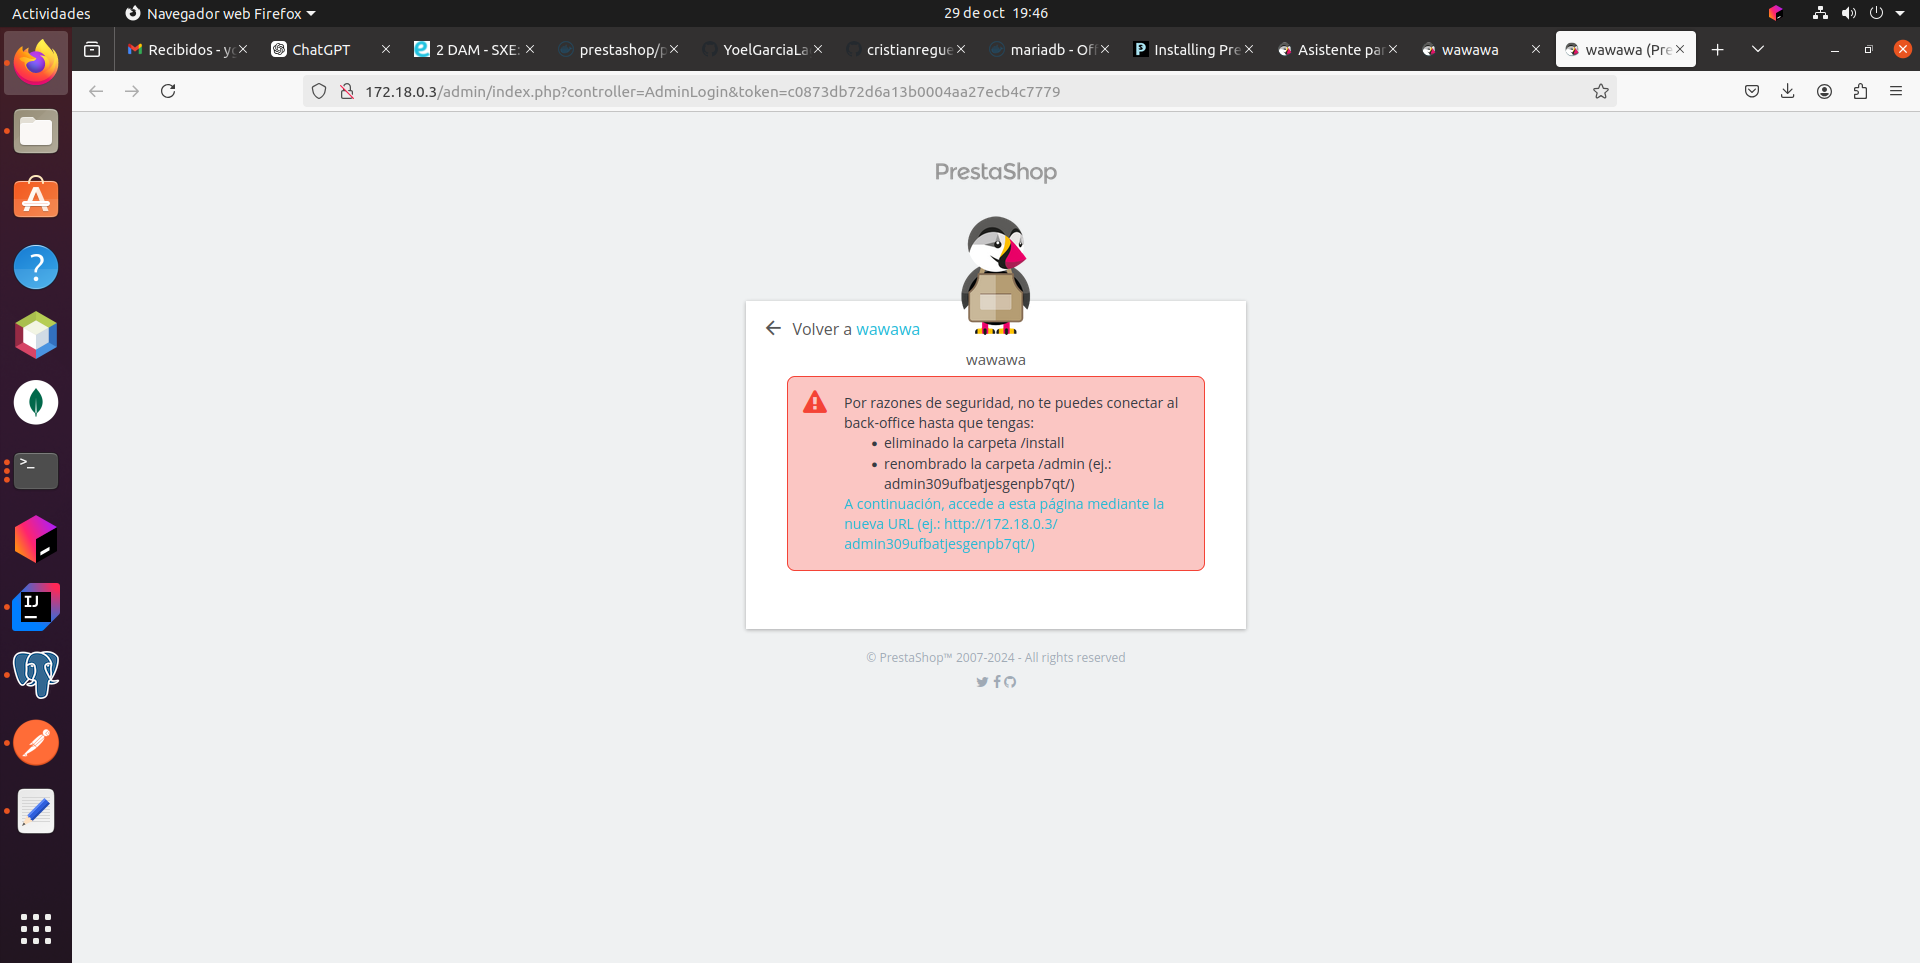 Actividades
Navegador web Firefox
29 de oct 19:46
Recibidos - yg
ChatGPT
2 DAM - SXE:
prestashop/p
YoelGarciaLa
cristianregue
mariadb - Off
Installing Pre
Asistente par
wawawa
wawawa (Pre
172.18.0.3/admin/index.php?controller=AdminLogin&token=c0873db72d6a13b0004aa27ecb4c7779
PrestaShop
Volver a wawawa
wawawa
Por razones de seguridad, no te puedes conectar al
back-office hasta que tengas:
• eliminado la carpeta /install
• renombrado la carpeta /admin (ej.:
admin309ufbatjesgenpb7qt/)
A continuación, accede a esta página mediante la
nueva URL (ej.: http://172.18.0.3/
admin309ufbatjesgenpb7qt/)
© PrestaShop™ 2007-2024 - All rights reserved
IJ